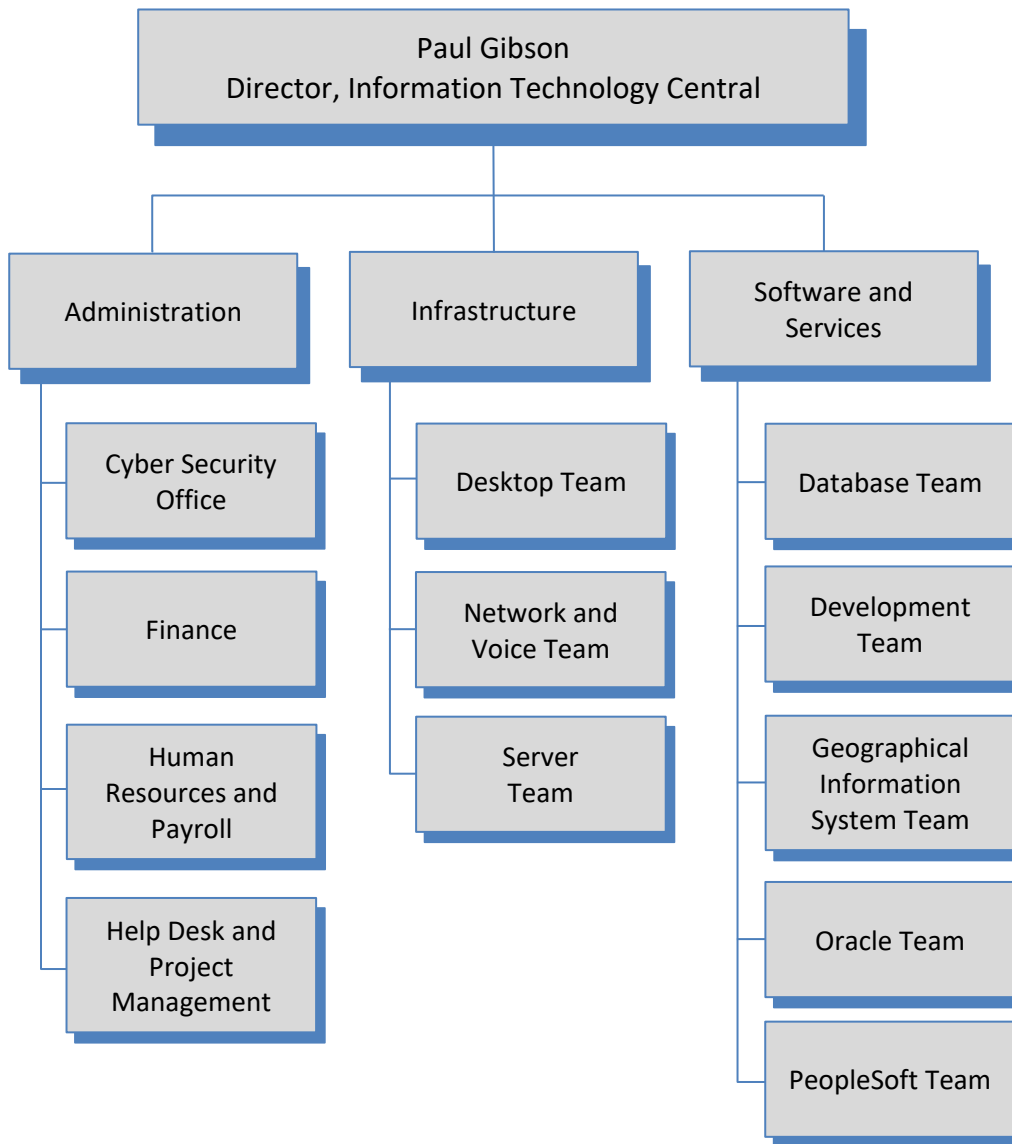 Paul Gibson
Director, Information Technology Central
Administration
Infrastructure
Software and
Services
Cyber Security
Office
Finance
Human
Resources and
Payroll
Help Desk and
Project
Management
Desktop Team
Network and
Voice Team
Server
Team
Database Team
Development
Team
Geographical
Information
System Team
Oracle Team
PeopleSoft Team